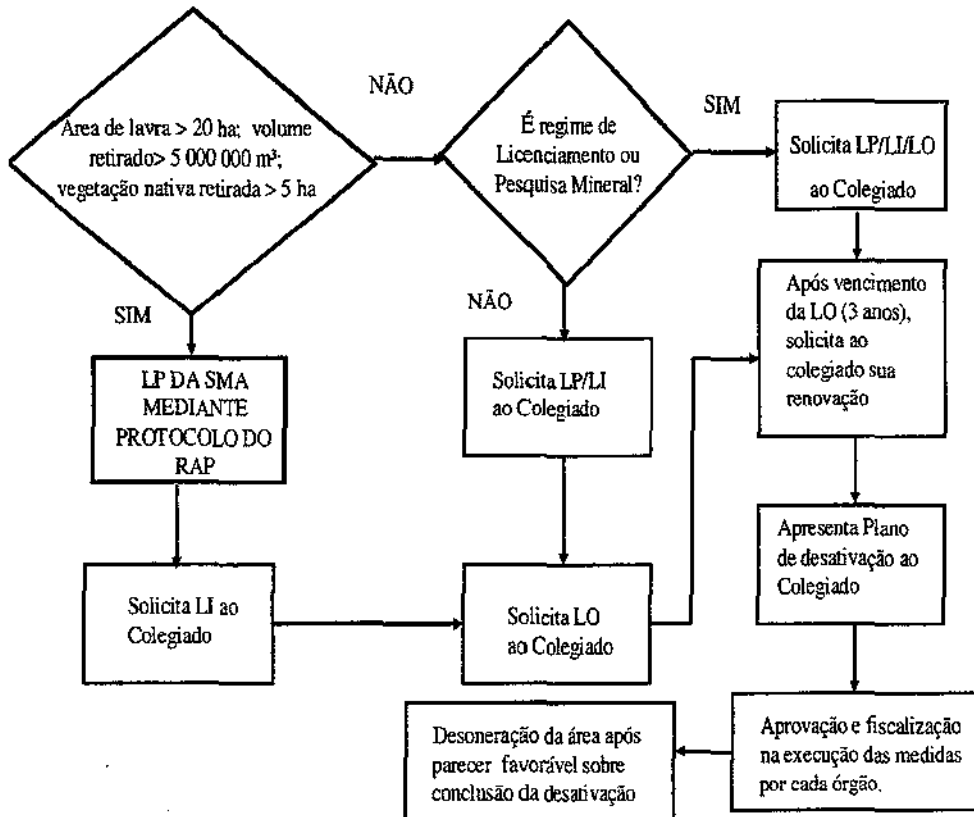 Area de lavra > 20 ha; volume
retirado> 5 000 000 m³;
vegetação nativa retirada > 5 ha
NÃO
É regime de
Licenciamento ou
Pesquisa Mineral?
SIM
Solicita LP/LI/LO
ao Colegiado
SIM
NÃO
LP DA SMA
MEDIANTE
PROTOCOLO DO
RAP
Solicita LP/LI
ao Colegiado
Após vencimento
da LO (3 anos),
solicita ao
colegiado sua
renovação
Apresenta Plano
de desativação ao
Colegiado
Solicita LI ao
Colegiado
Solicita LO
ao Colegiado
Aprovação e fiscalização
na execução das medidas
por cada órgão.
Desoneração da área após
parecer favorável sobre
conclusão da desativação